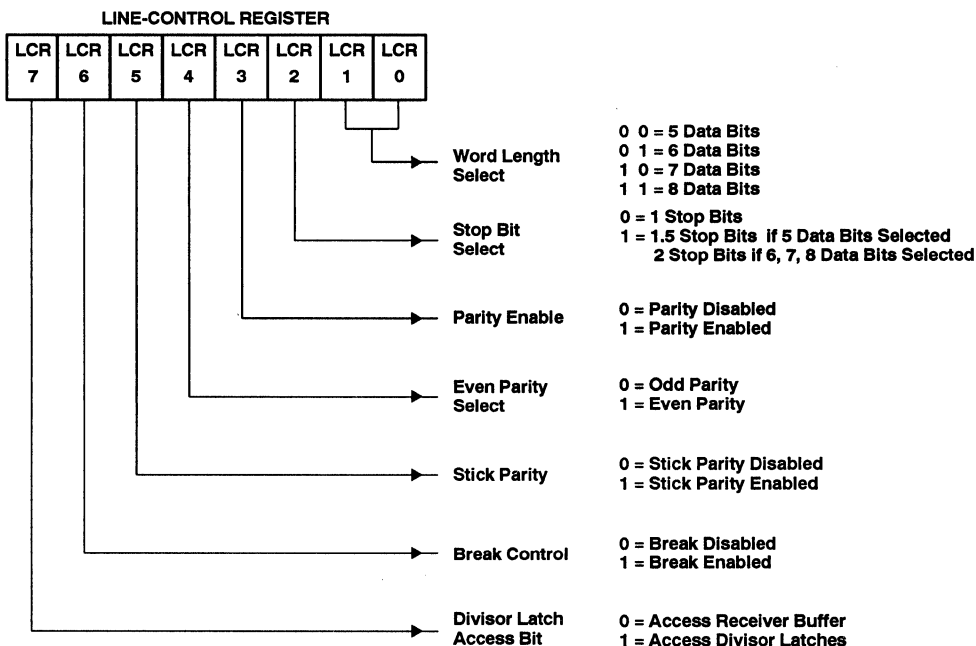 LINE-CONTROL REGISTER
LCR LCR LCR LCR LCR LCR LCR LCR
7 6 5 4 3 2 1 0
Word Length
Select
0 0 = 5 Data Bits
0 1 = 6 Data Bits
1 0 = 7 Data Bits
1 1 = 8 Data Bits
Stop Bit
Select
0 = 1 Stop Bits
1 = 1.5 Stop Bits if 5 Data Bits Selected
2 Stop Bits if 6, 7, 8 Data Bits Selected
Parity Enable
0 = Parity Disabled
1 = Parity Enabled
Even Parity
Select
0 = Odd Parity
1 = Even Parity
Stick Parity
0 = Stick Parity Disabled
1 = Stick Parity Enabled
Break Control
0 = Break Disabled
1 = Break Enabled
Divisor Latch
Access Bit
0 = Access Receiver Buffer
1 = Access Divisor Latches